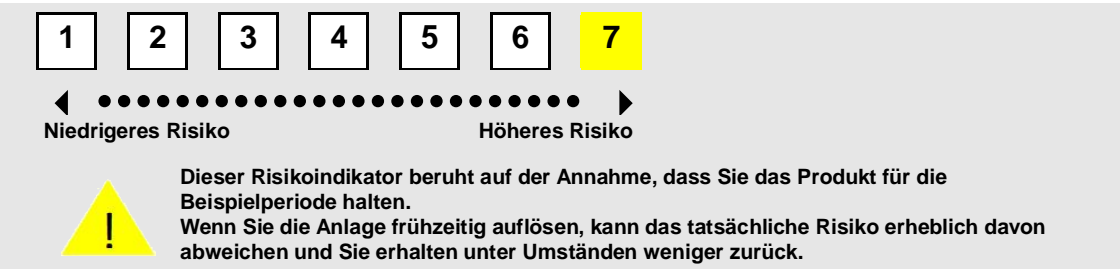 1 2 3 4 5 6 7
Niedrigeres Risiko Höheres Risiko
Dieser Risikoindikator beruht auf der Annahme, dass Sie das Produkt für die
Beispielperiode halten.
Wenn Sie die Anlage frühzeitig auflösen, kann das tatsächliche Risiko erheblich davon
abweichen und Sie erhalten unter Umständen weniger zurück.
!